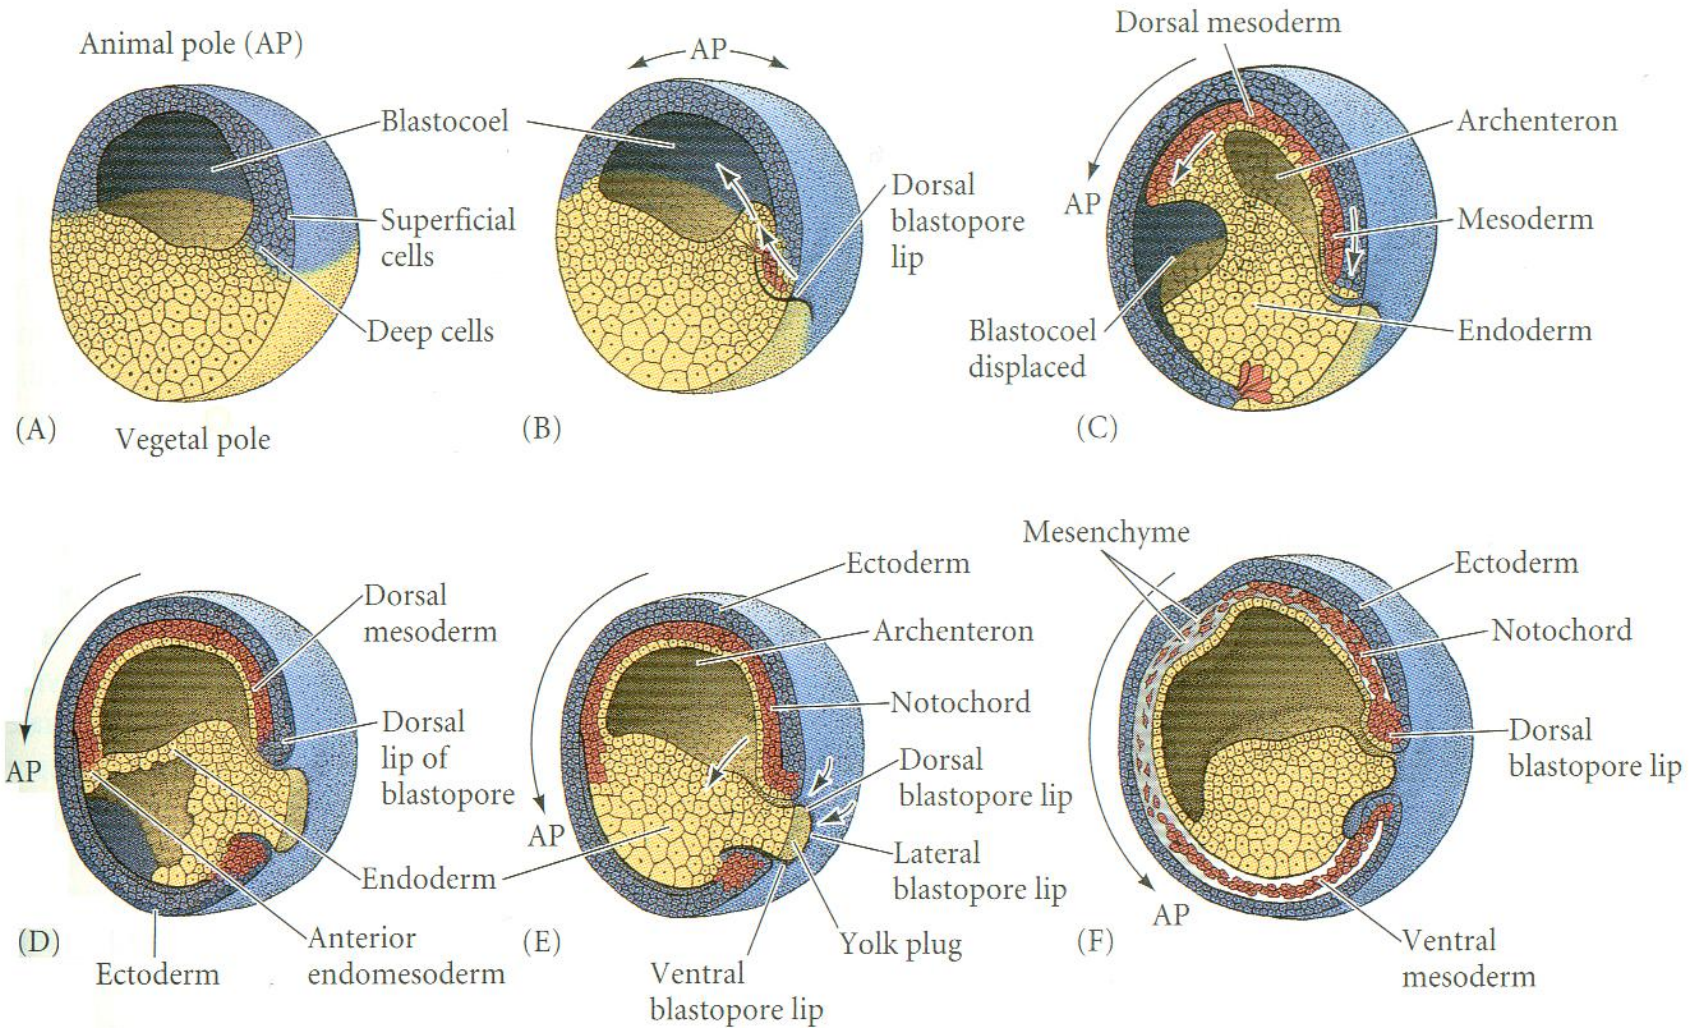 Animal pole (AP)
Blastocoel
Superficial
cells
Deep cells
(A)
Vegetal pole
AP
Dorsal
blastopore
lip
(B)
Dorsal mesoderm
Archenteron
AP
Mesoderm
Blastocoel
displaced
Endoderm
(C)
Dorsal
mesoderm
AP
Dorsal
lip of
blastopore
Endoderm
(D)
Ectoderm
Anterior
endomesoderm
Ectoderm
Archenteron
Notochord
Dorsal
blastopore lip
AP
Lateral
blastopore lip
(E)
Yolk plug
Ventral
blastopore lip
Mesenchyme
Ectoderm
Notochord
Dorsal
blastopore lip
AP
(F)
Ventral
mesoderm